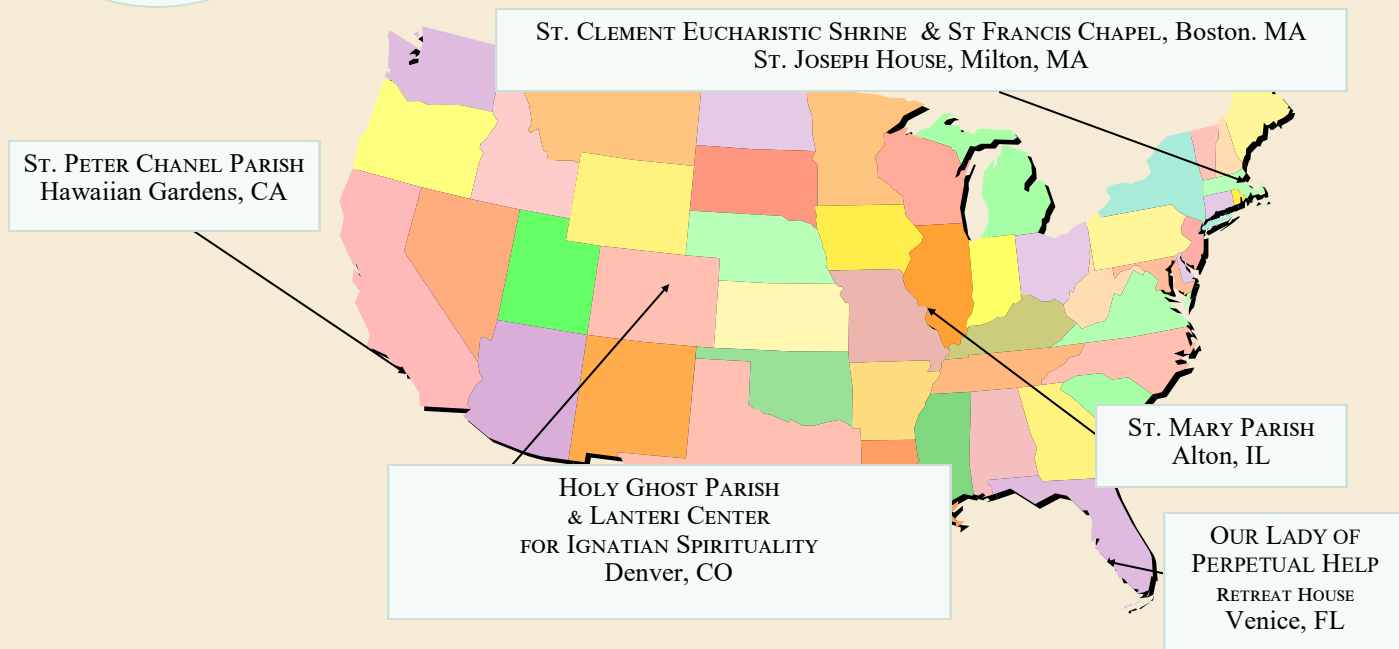 St. Clement Eucharistic Shrine & St Francis Chapel, Boston. MA
St. Joseph House, Milton, MA
St. Peter Chanel Parish
Hawaiian Gardens, CA
St. Mary Parish
Alton, IL
Holy Ghost Parish
& Lanteri Center
for Ignatian Spirituality
Denver, CO
Our Lady of
Perpetual Help
Retreat House
Venice, FL